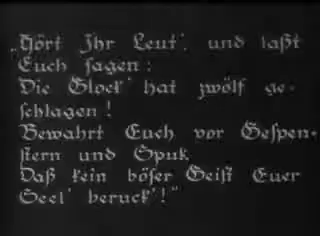 „Hört Ihr Leut', und laßt
Euch sagen:
Die Glock' hat zwölf ge-
schlagen!
Bewahrt Euch vor Gespen-
stern und Spuk
Daß kein böser Geist Euer
Seel' beruck'!"